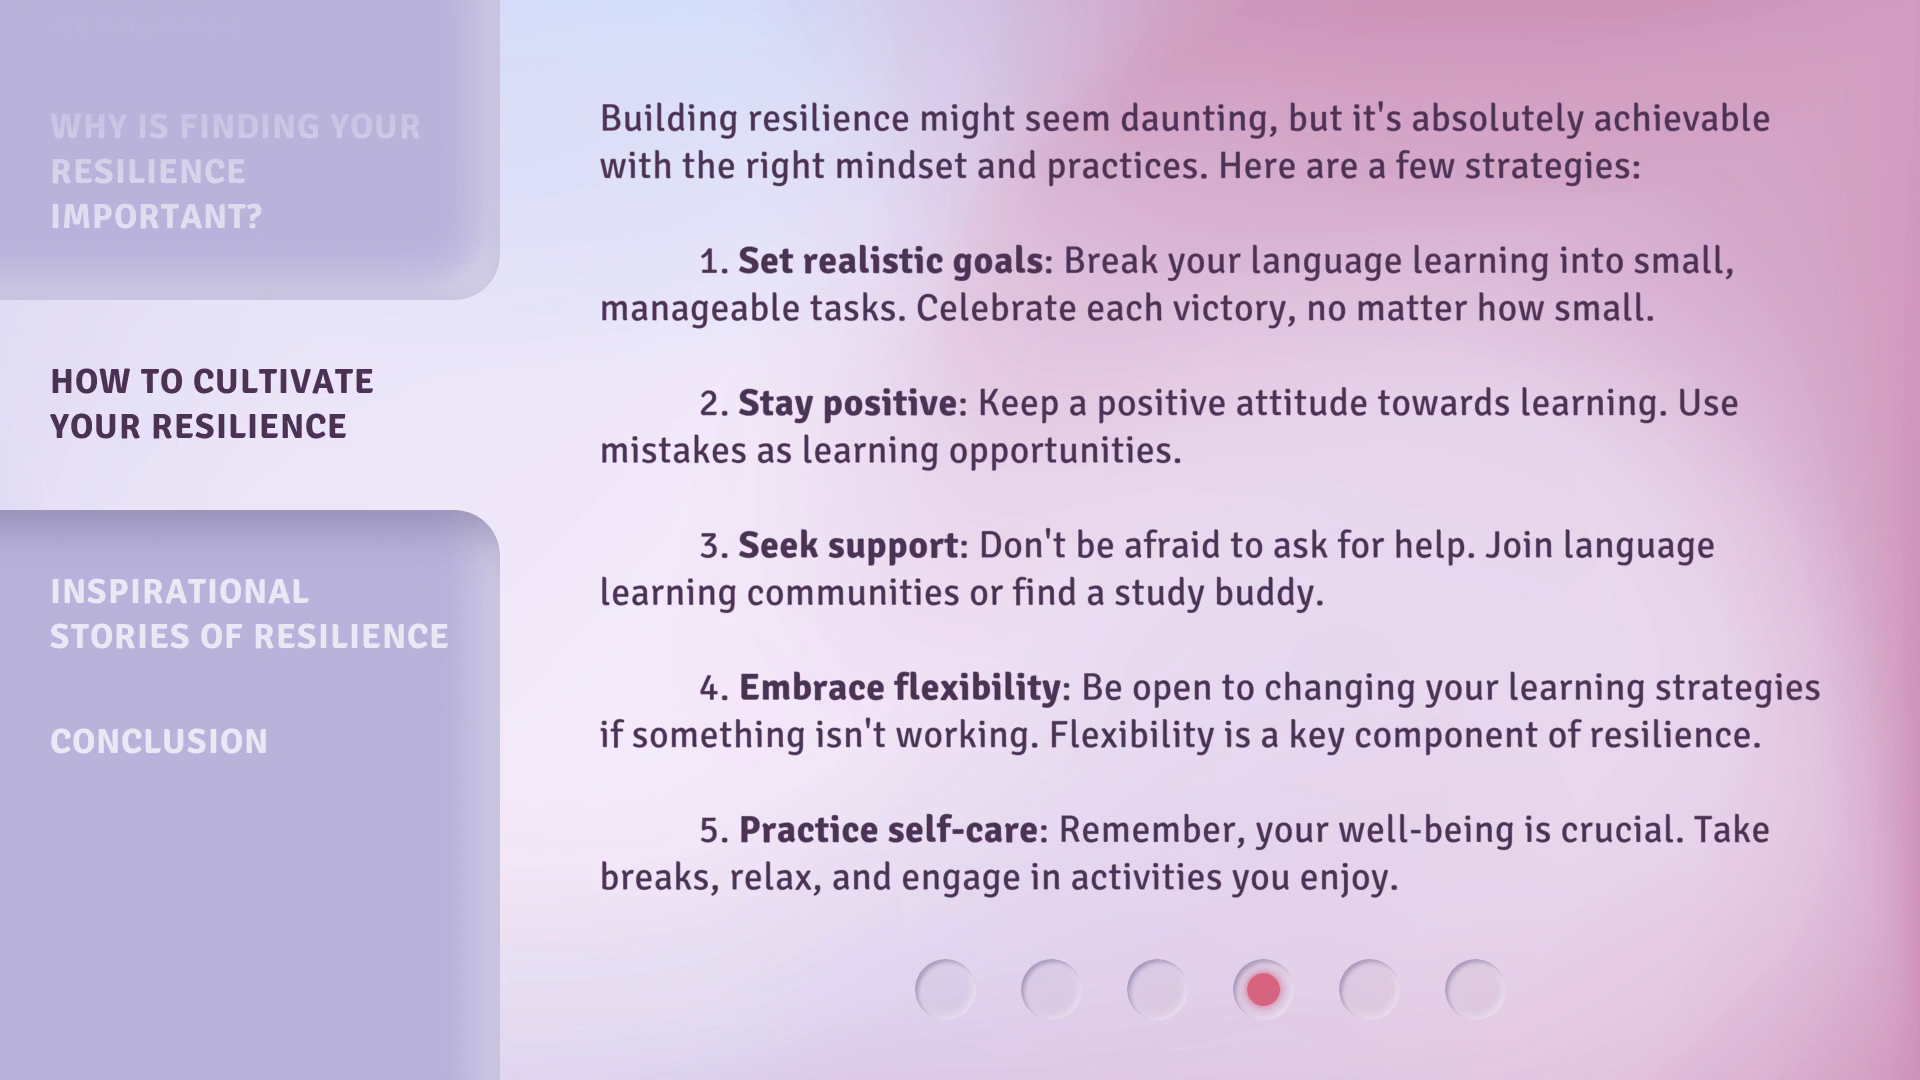 WHY IS FINDING YOUR
RESILIENCE
IMPORTANT?
HOW TO CULTIVATE
YOUR RESILIENCE
INSPIRATIONAL
STORIES OF RESILIENCE
CONCLUSION
Building resilience might seem daunting, but it's absolutely achievable
with the right mindset and practices. Here are a few strategies:
1. Set realistic goals: Break your language learning into small,
manageable tasks. Celebrate each victory, no matter how small.
2. Stay positive: Keep a positive attitude towards learning. Use
mistakes as learning opportunities.
3. Seek support: Don't be afraid to ask for help. Join language
learning communities or find a study buddy.
4. Embrace flexibility: Be open to changing your learning strategies
if something isn't working. Flexibility is a key component of resilience.
5. Practice self-care: Remember, your well-being is crucial. Take
breaks, relax, and engage in activities you enjoy.